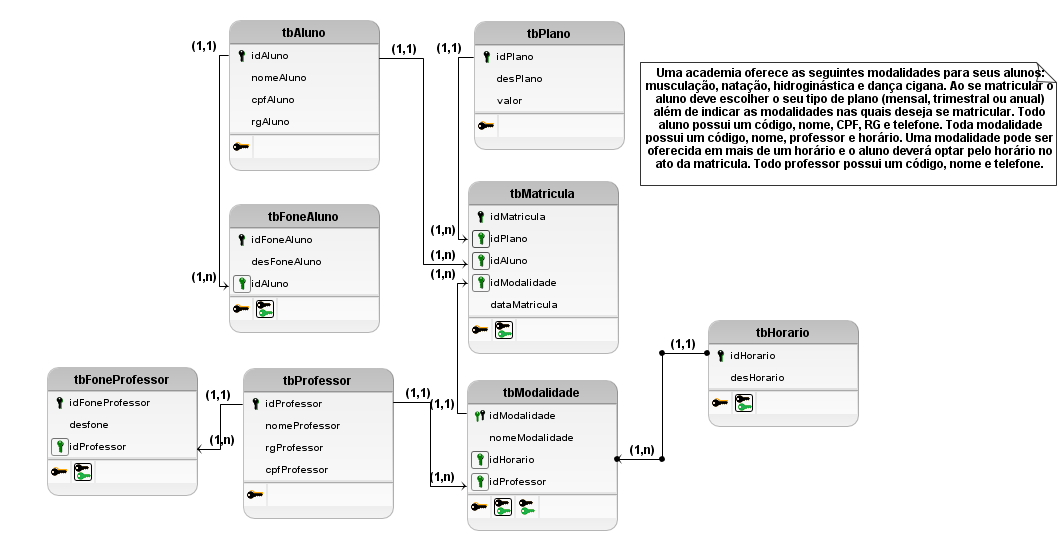 tbAluno
idAluno
nomeAluno
cpfAluno
rgAluno
(1,1)
(1,1)
tbPlano
idPlano
desPlano
valor
(1,1)
Uma academia oferece as seguintes modalidades para seus alunos:
musculação, natação, hidroginástica e dança cigana. Ao se matricular o
aluno deve escolher o seu tipo de plano (mensal, trimestral ou anual)
além de indicar as modalidades nas quais deseja se matricular. Todo
aluno possui um código, nome, CPF, RG e telefone. Toda modalidade
possui um código, nome, professor e horário. Uma modalidade pode ser
oferecida em mais de um horário e o aluno deverá optar pelo horário no
ato da matricula. Todo professor possui um código, nome e telefone.
tbFoneAluno
idFoneAluno
desFoneAluno
idAluno
(1,n)
tbMatricula
idMatricula
idPlano
idAluno
idModalidade
dataMatricula
(1,n)
(1,n)
(1,n)
tbHorario
idHorario
desHorario
(1,1)
tbFoneProfessor
idFoneProfessor
desfone
idProfessor
(1,1)
(1,n)
tbProfessor
idProfessor
nomeProfessor
rgProfessor
cpfProfessor
(1,1)
(1,1)
(1,n)
tbModalidade
idModalidade
nomeModalidade
idHorario
idProfessor
(1,n)